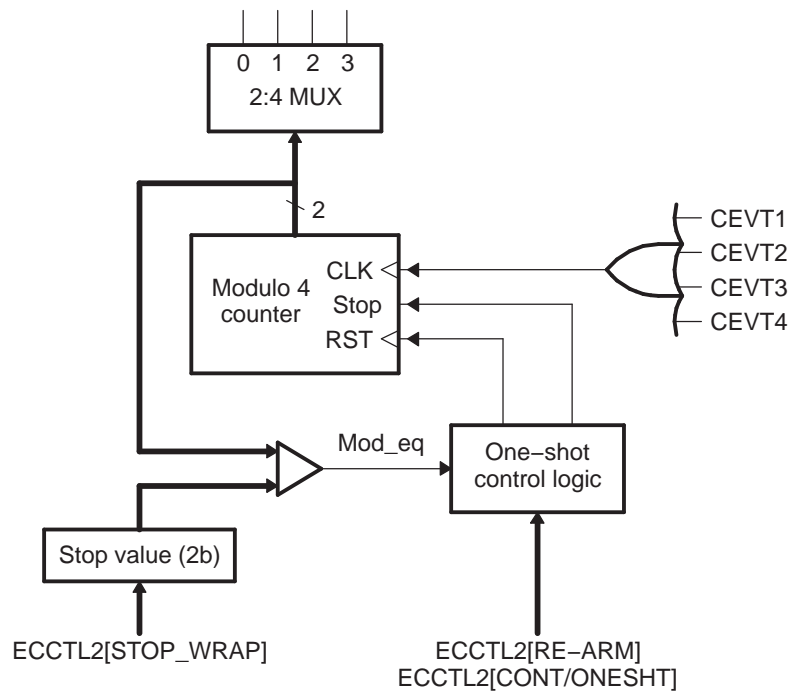 0 1 2 3
2:4 MUX
2
CEVT1
CLK
CEVT2
Modulo 4
counter
Stop
CEVT3
RST
CEVT4
Mod_eq
One−shot
control logic
Stop value (2b)
ECCTL2[STOP_WRAP]
ECCTL2[RE−ARM]
ECCTL2[CONT/ONESHT]